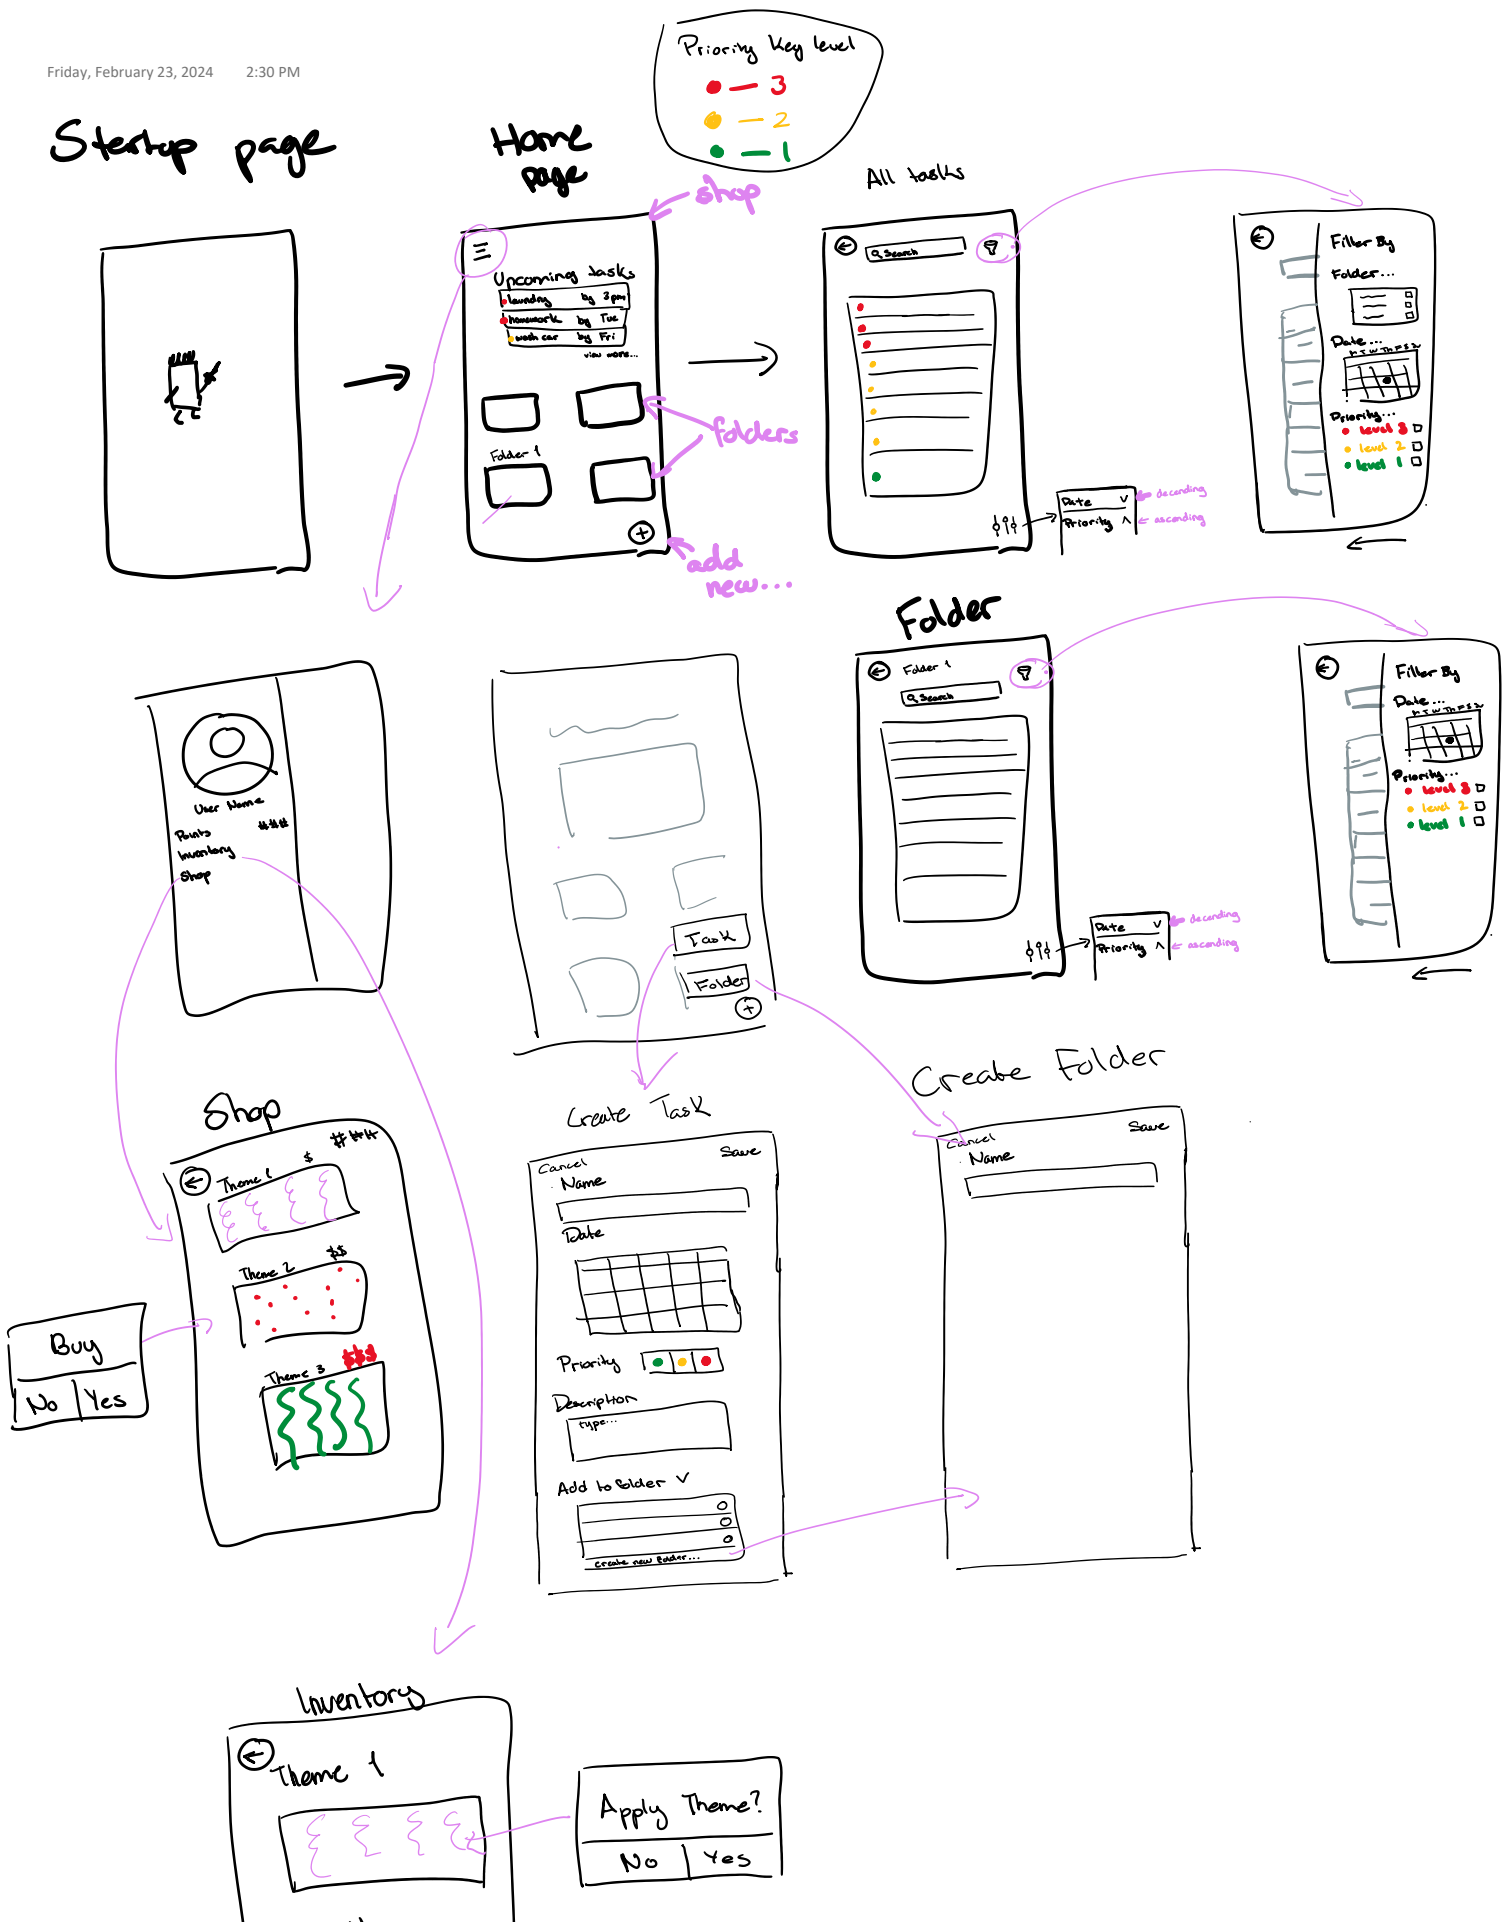 Friday, February 23, 2024 2:30 PM
Priority Key level
3
2
1
Startup page
Home
page
shop
Upcoming tasks
laundry by 3pm
homework by Tue
wash car by Fri
view more...
Folder 1
folders
add
new...
All tasks
Search
Date
Priority
decending
ascending
Filter By
Folder...
Date...
M T W Th F S S
Priority...
level 3
level 2
level 1
User Name
Points ###
Inventory
Shop
Task
Folder
Folder
Folder 1
Search
Date
Priority
decending
ascending
Filter By
Date...
M T W Th F S S
Priority...
level 3
level 2
level 1
Shop
###
Theme 1 $
Theme 2 $$
Theme 3 $$$
Buy
No Yes
Create Task
Cancel Save
Name
Date
Priority
Description
type...
Add to folder
create new folder...
Create Folder
Cancel Save
Name
Inventory
Theme 1
Apply Theme?
No Yes